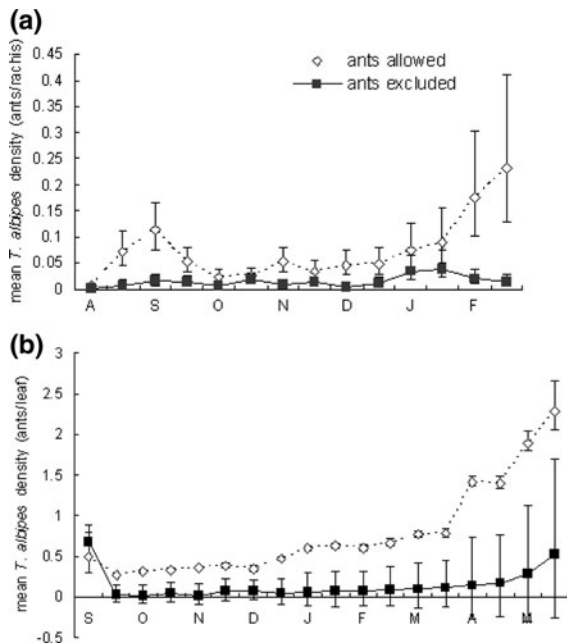 (a)
mean T. albipes density (ants/rachis)
0.45
0.4
0.35
0.3
0.25
0.2
0.15
0.1
0.05
0
ants allowed
ants excluded
A S O N D J F
(b)
mean T. albipes density (ants/leaf)
3
2.5
2
1.5
1
0.5
0
-0.5
S O N D J F M A M